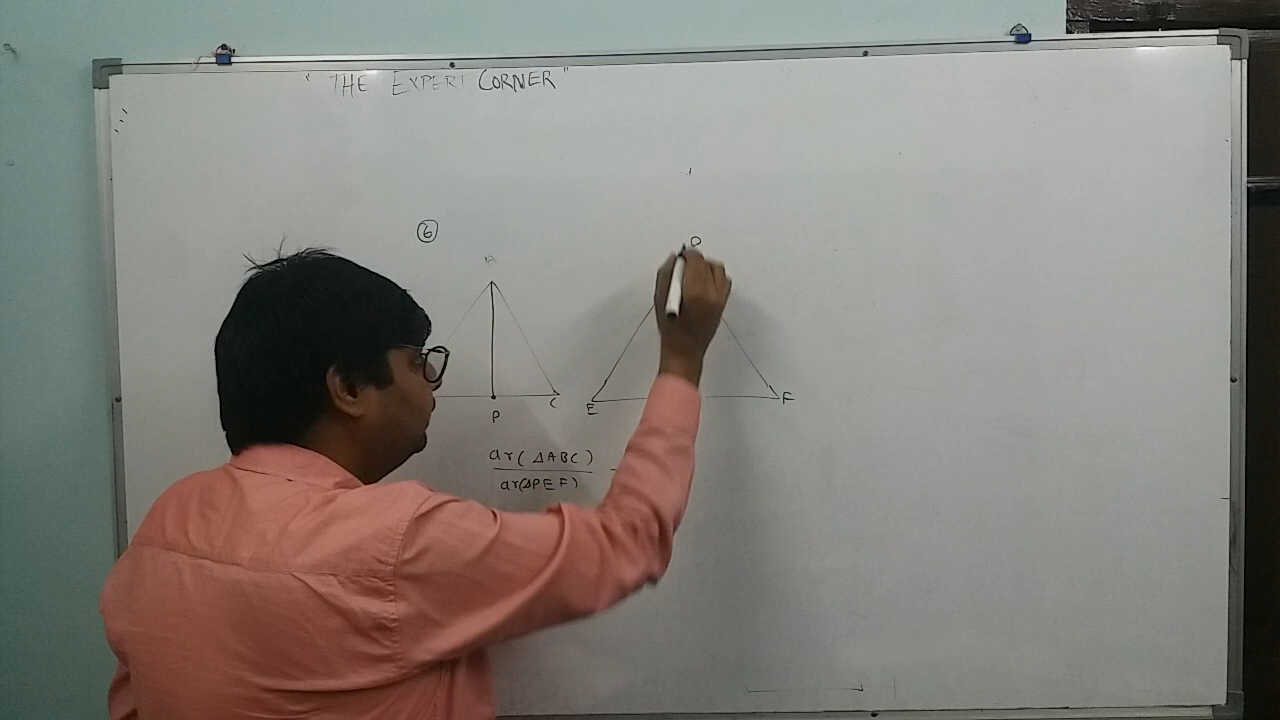 "THE EXPERT CORNER"
6
A D
P C E F
ar(ΔABC)
ar(ΔPEF)